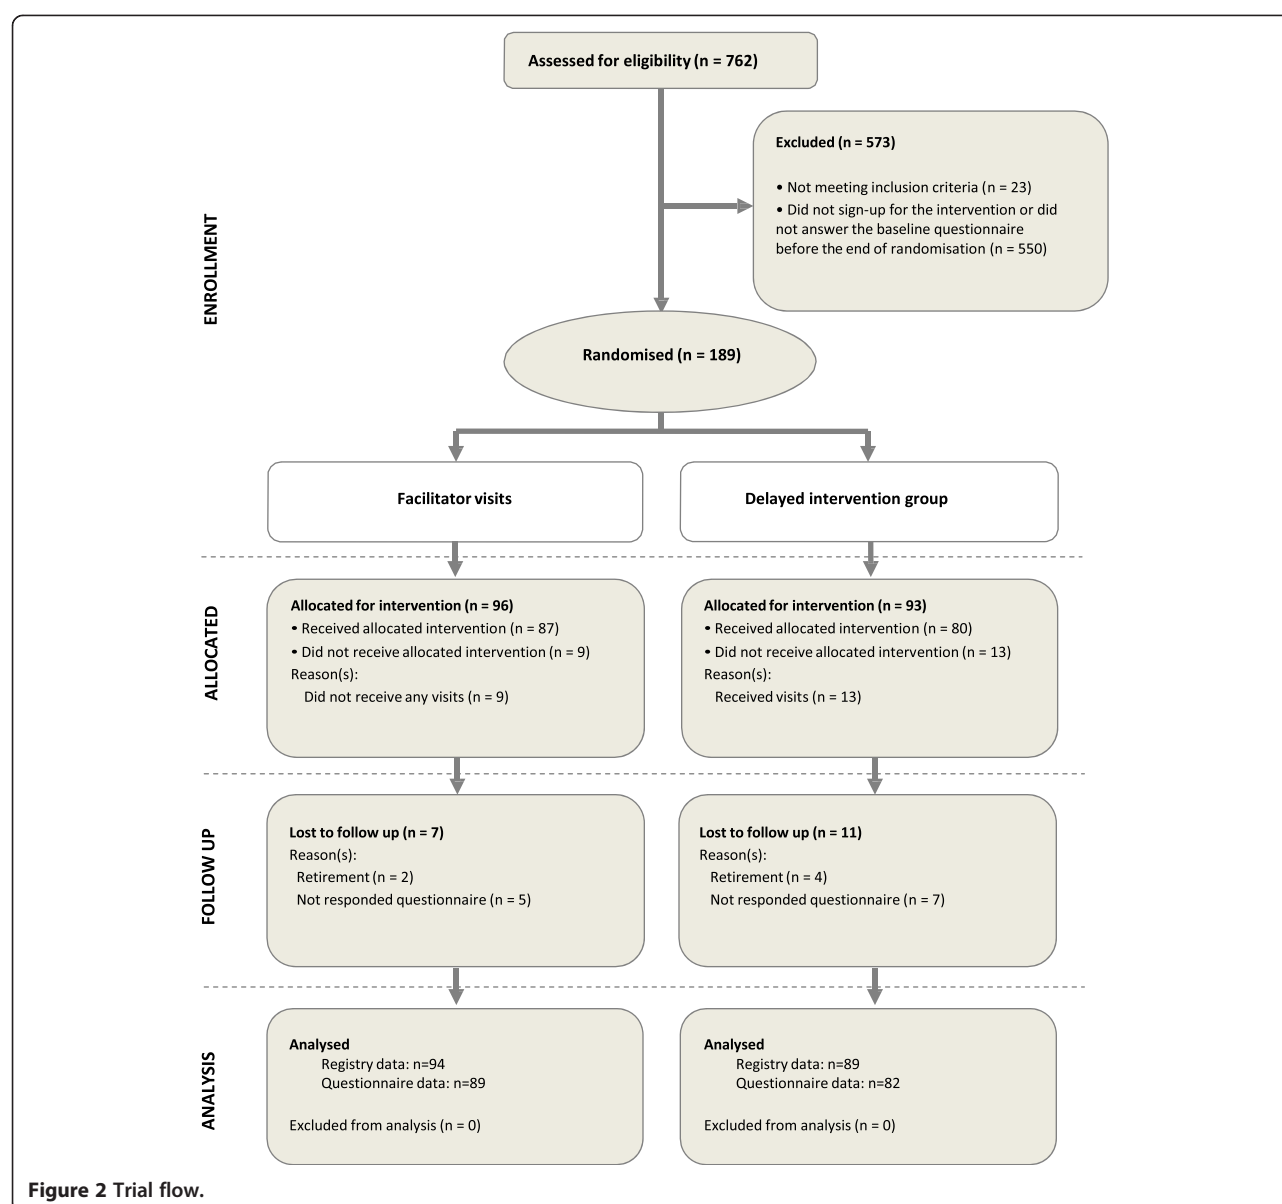 Assessed for eligibility (n = 762)
Excluded (n = 573)
• Not meeting inclusion criteria (n = 23)
• Did not sign-up for the intervention or did
not answer the baseline questionnaire
before the end of randomisation (n = 550)
ENROLLMENT
Randomised (n = 189)
Facilitator visits
Delayed intervention group
ALLOCATED
Allocated for intervention (n = 96)
• Received allocated intervention (n = 87)
• Did not receive allocated intervention (n = 9)
Reason(s):
Did not receive any visits (n = 9)
Allocated for intervention (n = 93)
• Received allocated intervention (n = 80)
• Did not receive allocated intervention (n = 13)
Reason(s):
Received visits (n = 13)
FOLLOW UP
Lost to follow up (n = 7)
Reason(s):
Retirement (n = 2)
Not responded questionnaire (n = 5)
Lost to follow up (n = 11)
Reason(s):
Retirement (n = 4)
Not responded questionnaire (n = 7)
ANALYSIS
Analysed
Registry data: n=94
Questionnaire data: n=89
Excluded from analysis (n = 0)
Analysed
Registry data: n=89
Questionnaire data: n=82
Excluded from analysis (n = 0)
Figure 2 Trial flow.